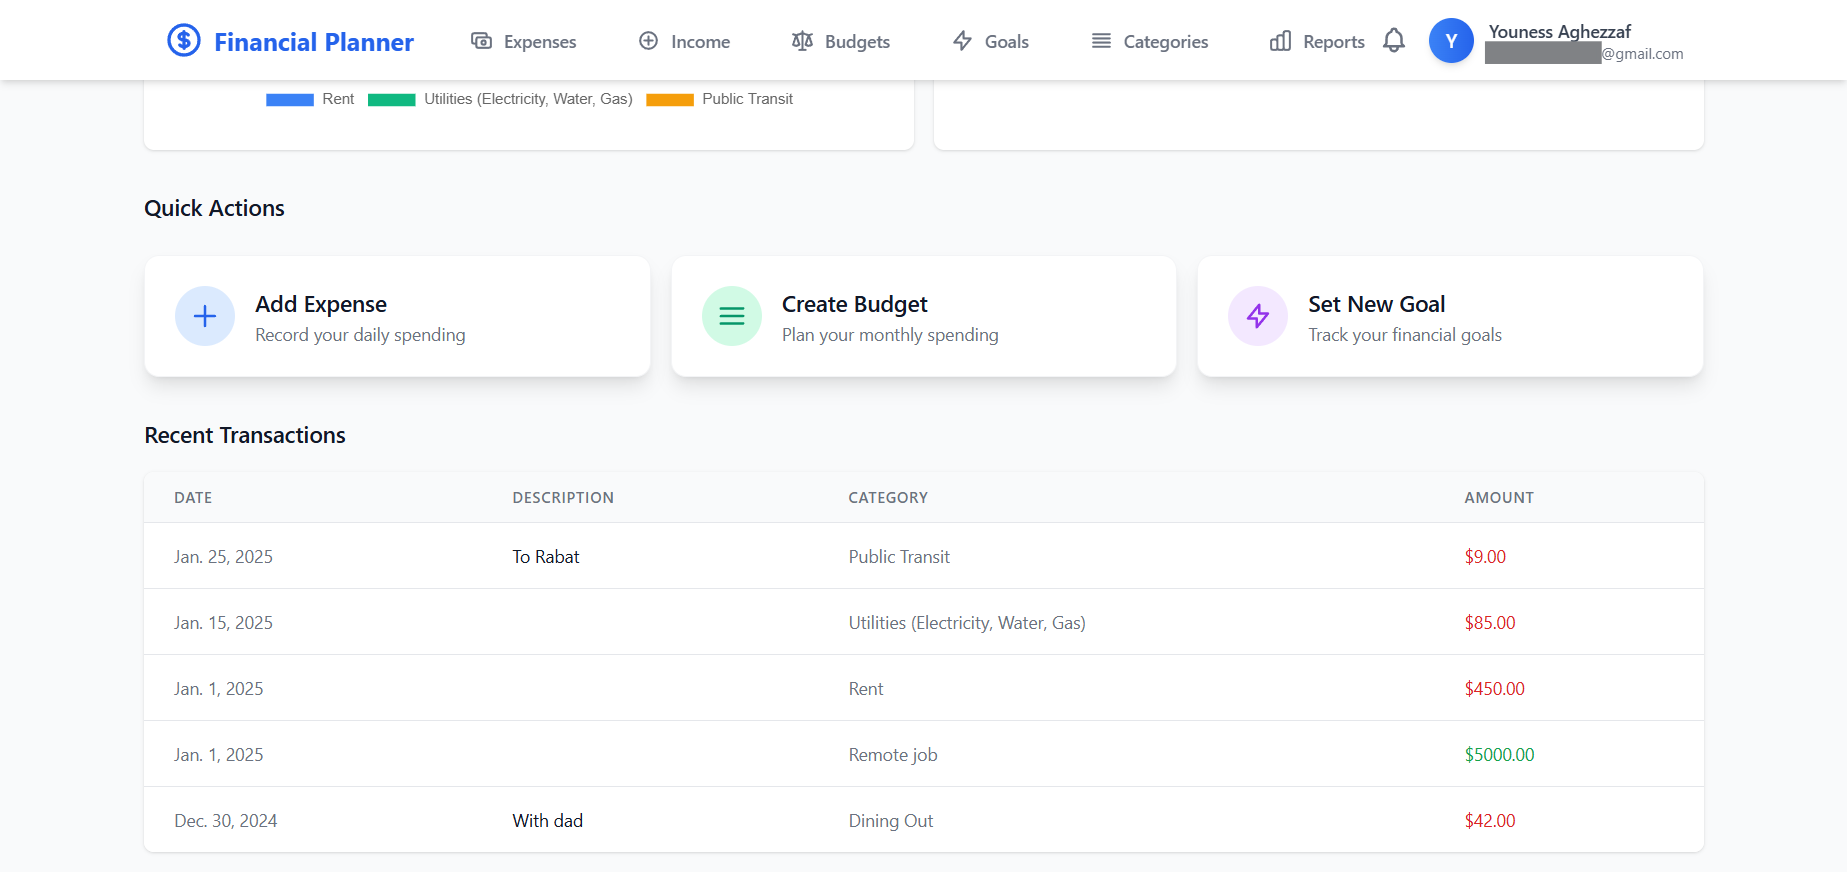 Financial Planner
Expenses
Income
Budgets
Goals
Categories
Reports
Y
Youness Aghezzaf
@gmail.com
Rent
Utilities (Electricity, Water, Gas)
Public Transit
Quick Actions
Add Expense
Record your daily spending
Create Budget
Plan your monthly spending
Set New Goal
Track your financial goals
Recent Transactions
DATE DESCRIPTION CATEGORY AMOUNT
Jan. 25, 2025 To Rabat Public Transit $9.00
Jan. 15, 2025 Utilities (Electricity, Water, Gas) $85.00
Jan. 1, 2025 Rent $450.00
Jan. 1, 2025 Remote job $5000.00
Dec. 30, 2024 With dad Dining Out $42.00